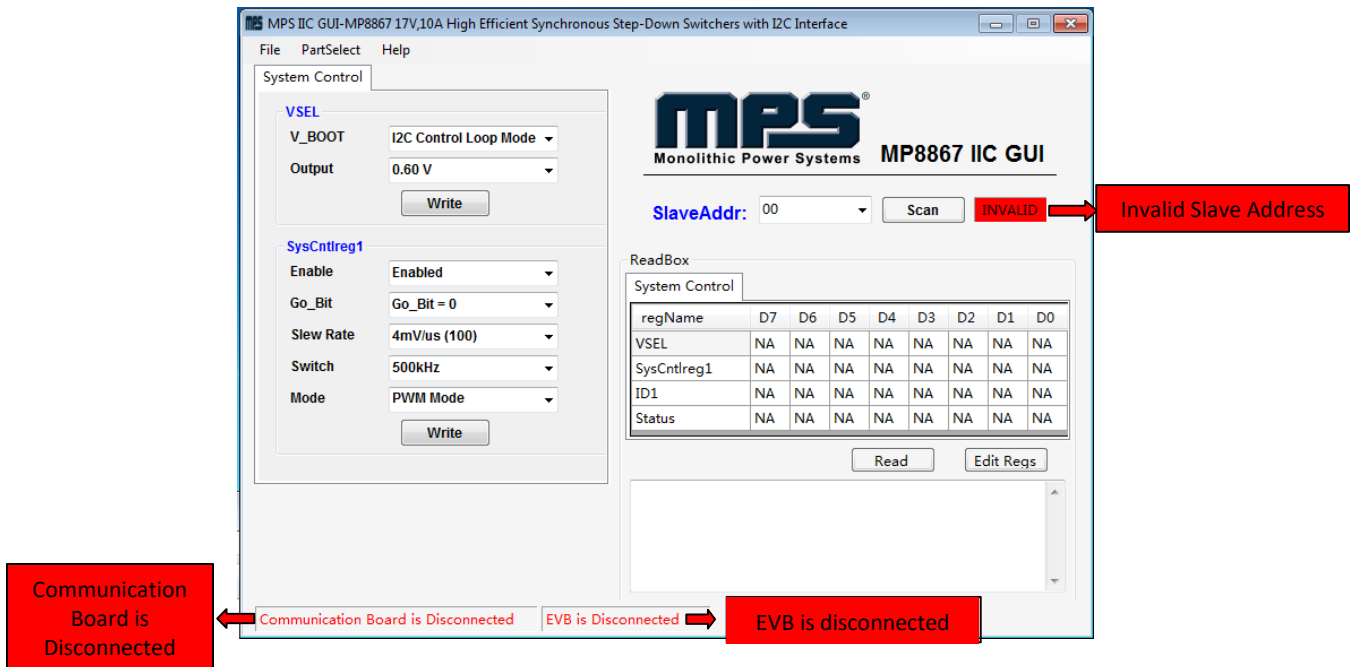 MPS IIC GUI-MP8867 17V,10A High Efficient Synchronous Step-Down Switchers with I2C Interface
File PartSelect Help
System Control
VSEL
V_BOOT I2C Control Loop Mode
Output 0.60 V
Write
SysCntlreg1
Enable Enabled
Go_Bit Go_Bit = 0
Slew Rate 4mV/us (100)
Switch 500kHz
Mode PWM Mode
Write
mps®
Monolithic Power Systems MP8867 IIC GUI
SlaveAddr: 00 Scan INVALID
Invalid Slave Address
ReadBox
System Control
regName D7 D6 D5 D4 D3 D2 D1 D0
VSEL NA NA NA NA NA NA NA NA
SysCntlreg1 NA NA NA NA NA NA NA NA
ID1 NA NA NA NA NA NA NA NA
Status NA NA NA NA NA NA NA NA
Read Edit Regs
Communication
Board is
Disconnected
Communication Board is Disconnected EVB is Disconnected
EVB is disconnected